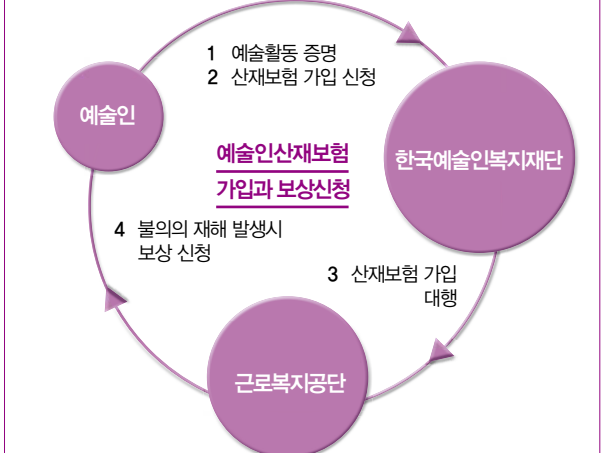 1 예술활동 증명
2 산재보험 가입 신청
예술인
한국예술인복지재단
예술인산재보험
가입과 보상신청
4 불의의 재해 발생시
보상 신청
3 산재보험 가입
대행
근로복지공단